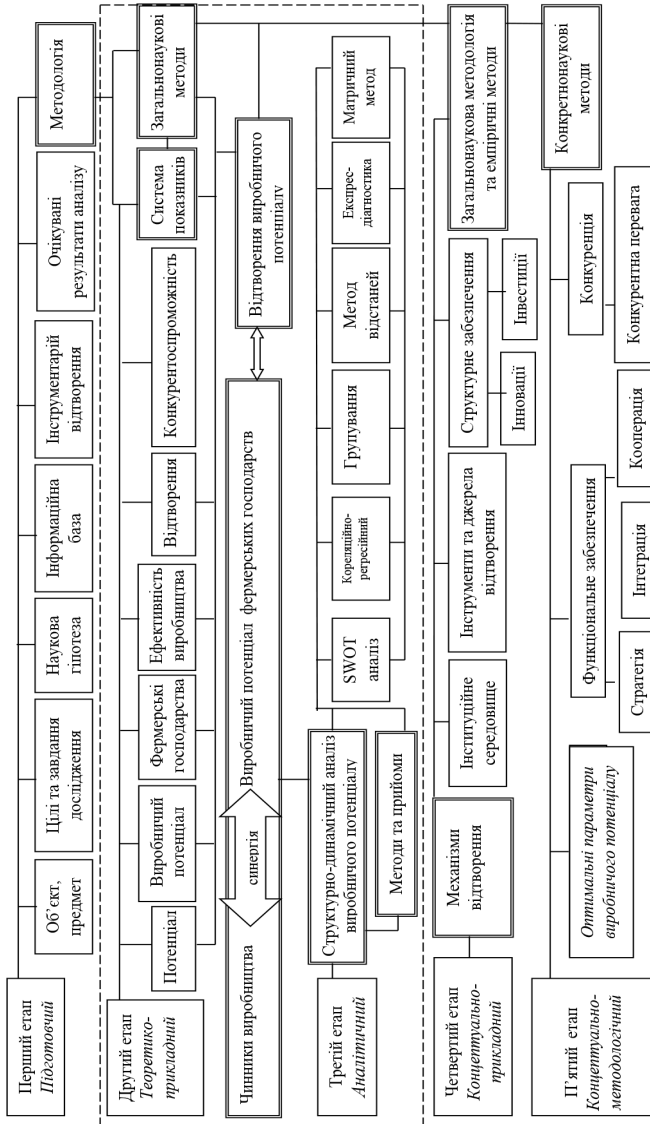 Перший етап
Підготовчий
Об’єкт,
предмет
Цілі та завдання
дослідження
Наукова
гіпотеза
Інформаційна
база
Інструментарій
відтворення
Очікувані
результати аналізу
Методологія
Другий етап
Теоретико-
прикладний
Потенціал
Виробничий
потенціал
Фермерські
господарства
Ефективність
виробництва
Відтворення
Конкурентоспроможність
Система
показників
Загальнонаукові
методи
Чинники виробництва
синергія
Виробничий потенціал фермерських господарств
Відтворення виробничого
потенціалу
Третій етап
Аналітичний
Структурно-динамічний аналіз
виробничого потенціалу
Методи та прийоми
SWOT
аналіз
Кореляційно-
регресійний
Групування
Метод
відстаней
Експрес-
діагностика
Матричний
метод
Четвертий етап
Концептуально-
прикладний
Механізми
відтворення
Інституційне
середовище
Інструменти та джерела
відтворення
Структурне забезпечення
Інновації
Інвестиції
Загальнонаукова методологія
та емпіричні методи
П’ятий етап
Концептуально-
методологічний
Оптимальні параметри
виробничого потенціалу
Функціональне забезпечення
Стратегія
Інтеграція
Кооперація
Конкуренція
Конкурентна перевага
Конкретнонаукові
методи